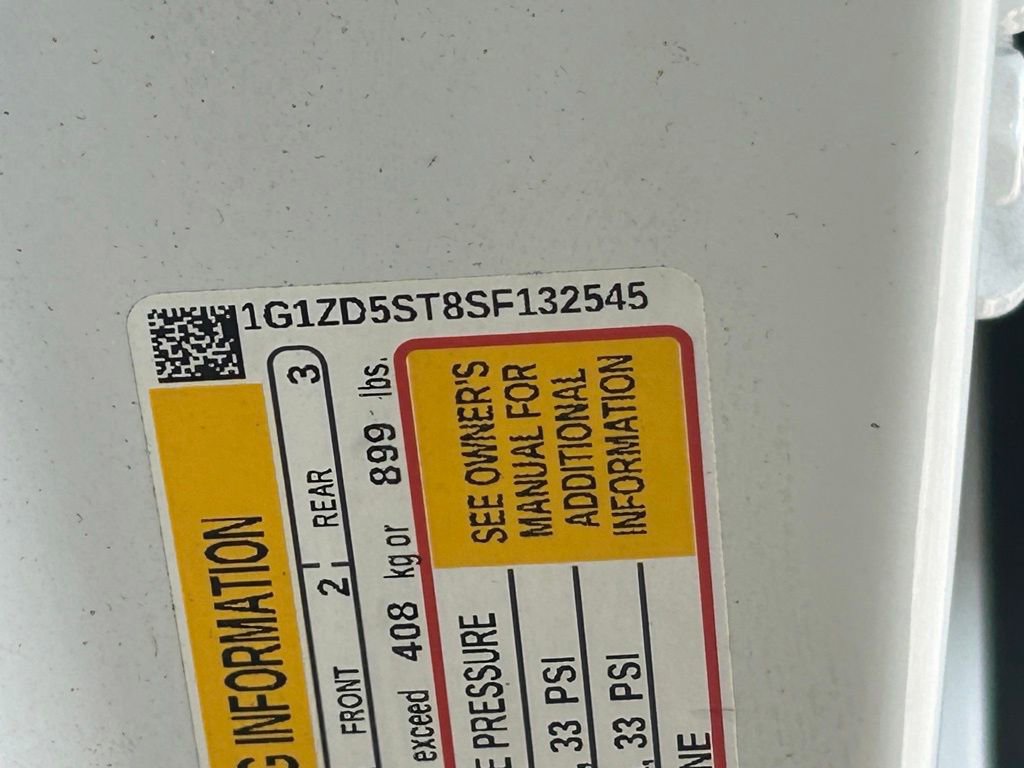 1G1ZD5ST8SF132545
G INFORMATION
FRONT 2 REAR 3
exceed 408 kg or 899 lbs.
E PRESSURE
, 33 PSI
, 33 PSI
NE
SEE OWNER'S
MANUAL FOR
ADDITIONAL
INFORMATION